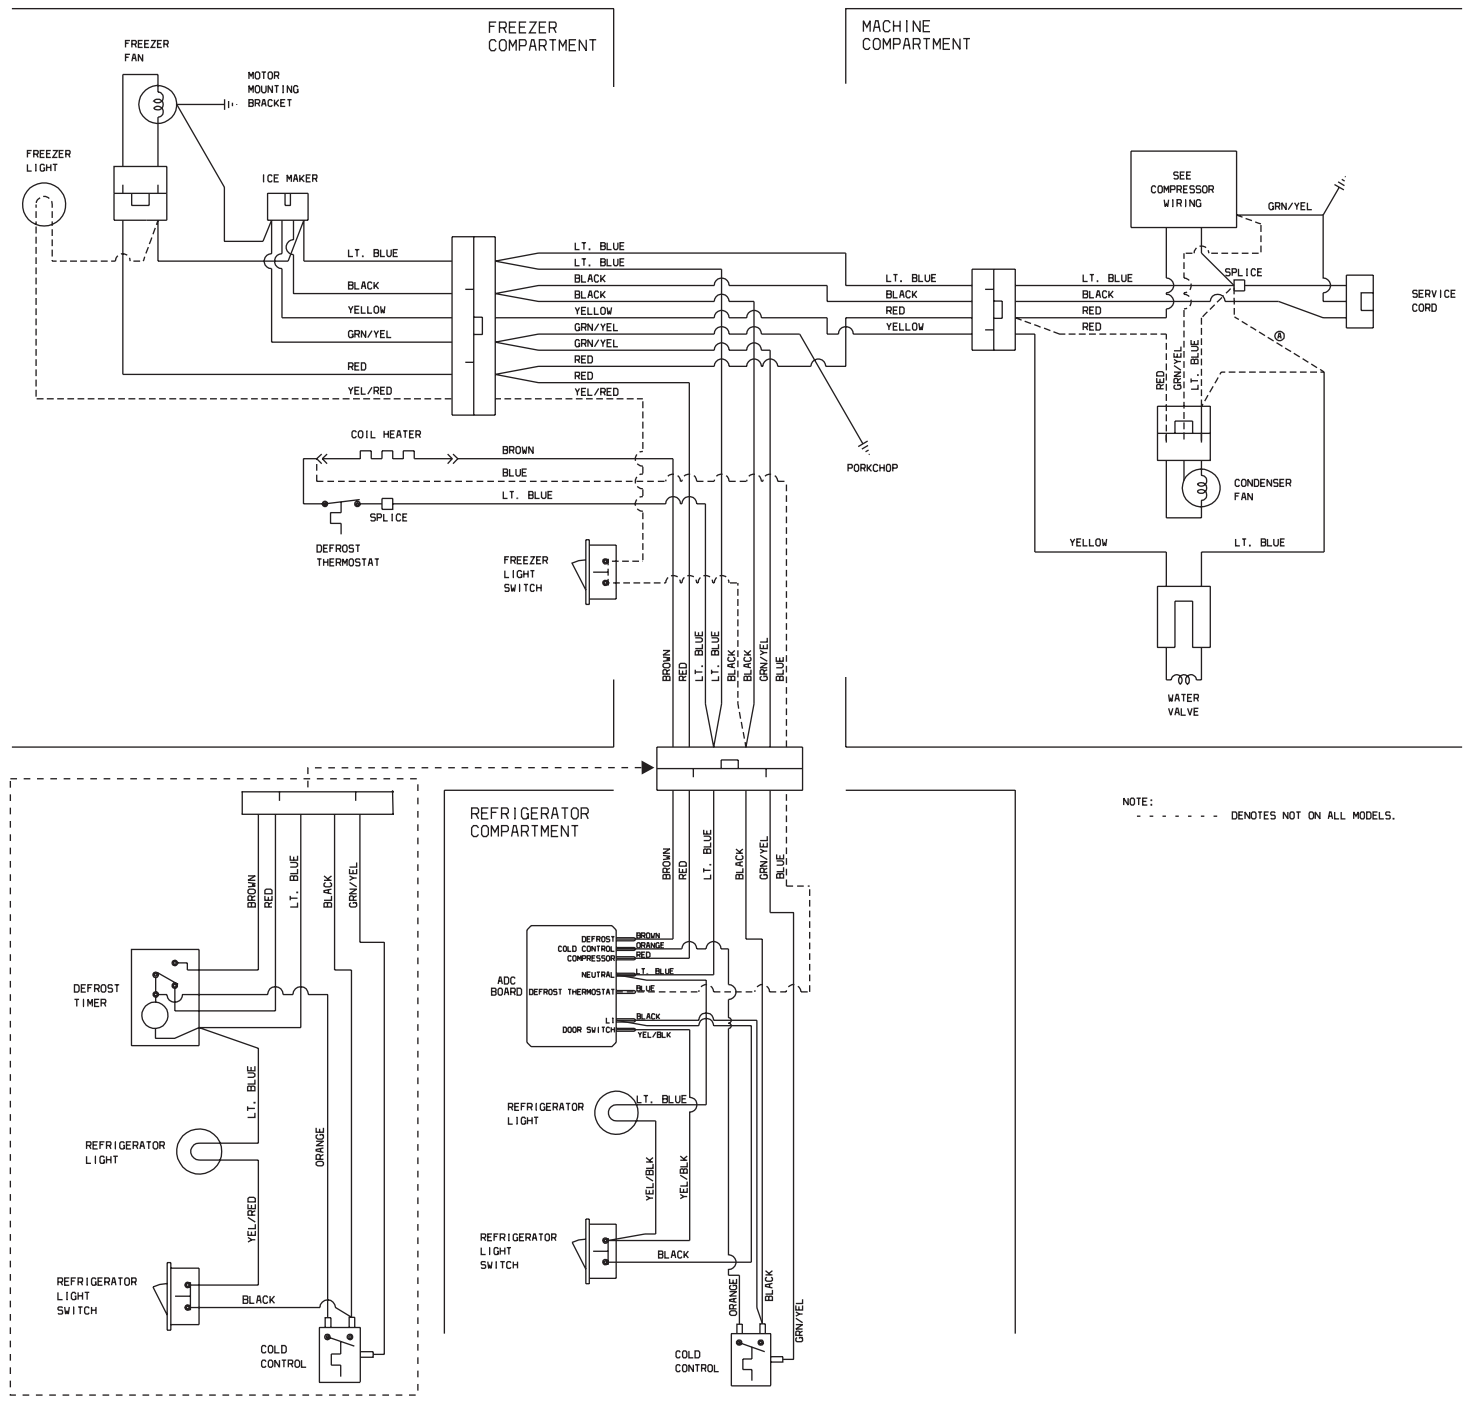 FREEZER
COMPARTMENT
MACHINE
COMPARTMENT
FREEZER
FAN
MOTOR
MOUNTING
BRACKET
FREEZER
LIGHT
ICE MAKER
LT. BLUE
BLACK
YELLOW
GRN/YEL
RED
YEL/RED
LT. BLUE
LT. BLUE
BLACK
BLACK
YELLOW
GRN/YEL
GRN/YEL
RED
RED
YEL/RED
LT. BLUE
BLACK
RED
YELLOW
SEE
COMPRESSOR
WIRING
GRN/YEL
SPLICE
LT. BLUE
BLACK
RED
RED
SERVICE
CORD
A
RED
GRN/YEL
LT. BLUE
CONDENSER
FAN
YELLOW
LT. BLUE
WATER
VALVE
PORKCHOP
COIL HEATER
BROWN
BLUE
LT. BLUE
SPLICE
DEFROST
THERMOSTAT
FREEZER
LIGHT
SWITCH
BROWN
RED
LT. BLUE
LT. BLUE
BLACK
BLACK
GRN/YEL
BLUE
NOTE:
- - - - - - - DENOTES NOT ON ALL MODELS.
REFRIGERATOR
COMPARTMENT
BROWN
RED
LT. BLUE
BLACK
GRN/YEL
BLUE
BROWN
RED
LT. BLUE
BLACK
GRN/YEL
DEFROST
TIMER
LT. BLUE
ORANGE
REFRIGERATOR
LIGHT
YEL/RED
REFRIGERATOR
LIGHT
SWITCH
BLACK
COLD
CONTROL
ADC
BOARD
DEFROST
COLD CONTROL
COMPRESSOR
NEUTRAL
DEFROST THERMOSTAT
L1
DOOR SWITCH
BROWN
ORANGE
RED
LT. BLUE
BLUE
BLACK
YEL/BLK
REFRIGERATOR
LIGHT
LT. BLUE
YEL/BLK
YEL/BLK
REFRIGERATOR
LIGHT
SWITCH
BLACK
ORANGE
BLACK
GRN/YEL
COLD
CONTROL